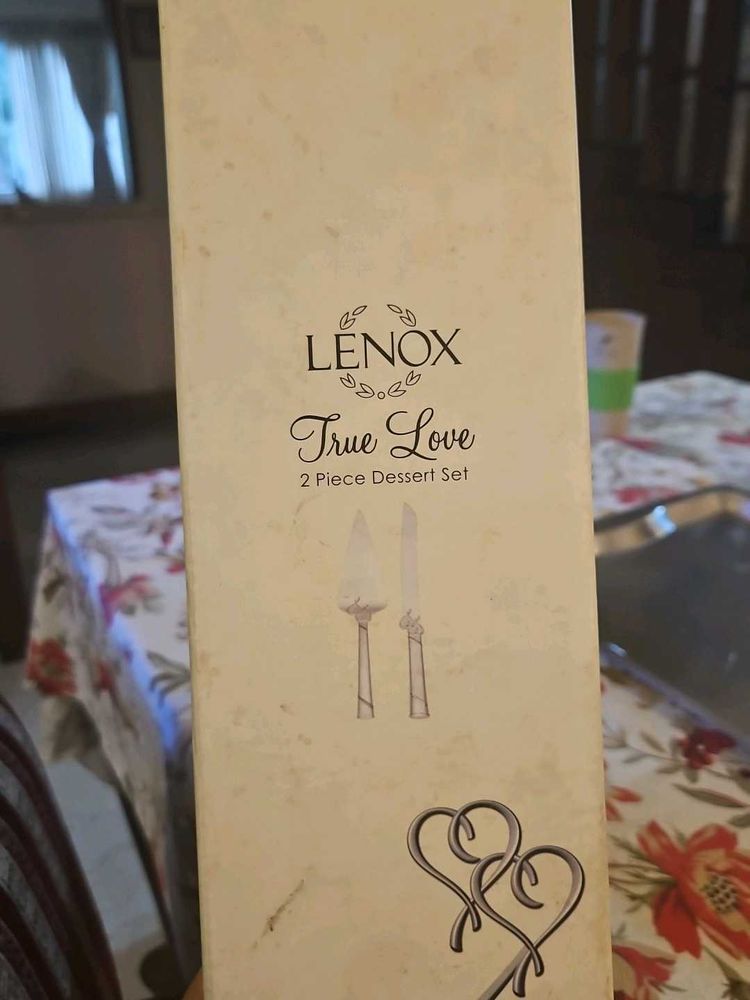 LENOX
True Love
2 Piece Dessert Set